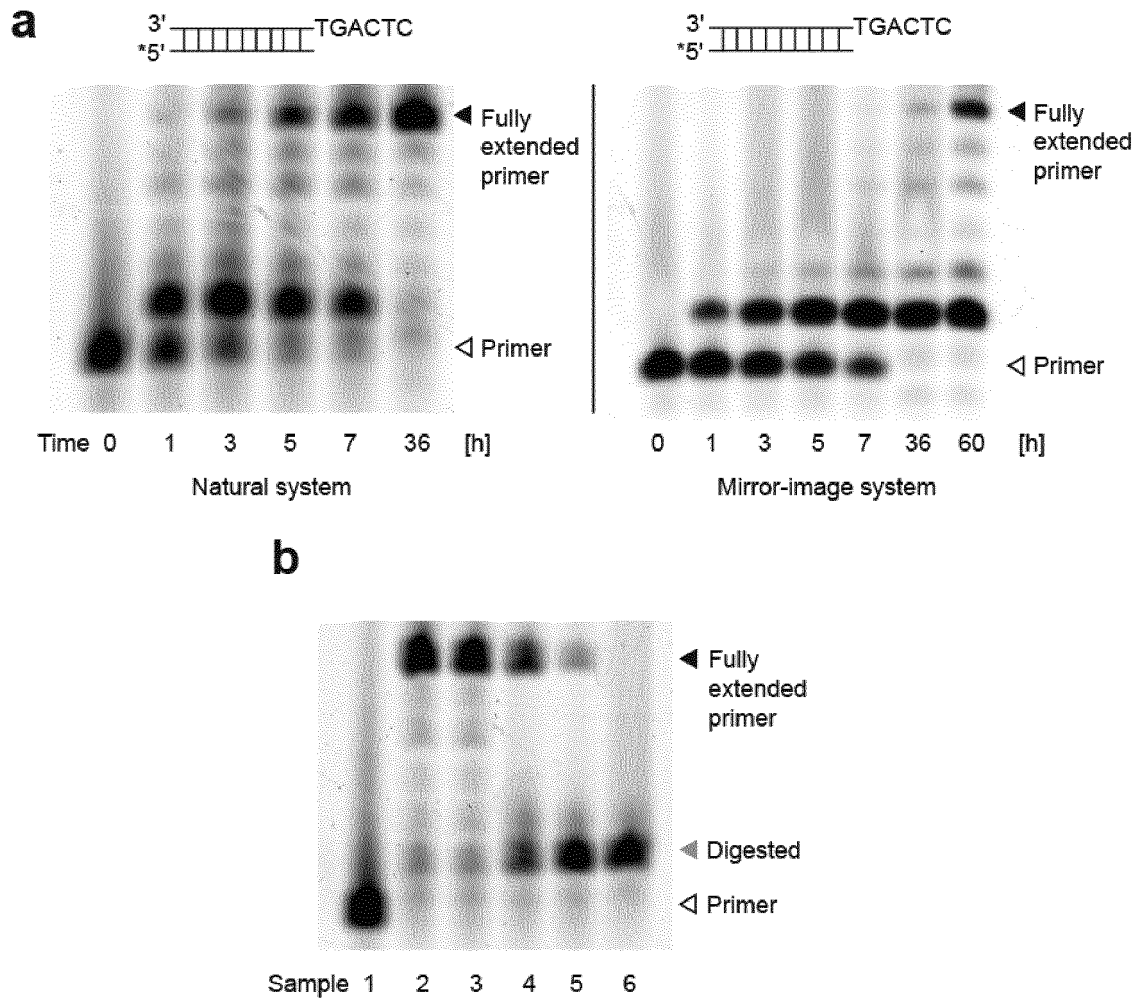 a
3' TGACTC
*5'
3' TGACTC
*5'
Fully
extended
primer
Primer
Fully
extended
primer
Primer
Time 0 1 3 5 7 36 [h]
0 1 3 5 7 36 60 [h]
Natural system
Mirror-image system
b
Fully
extended
primer
Digested
Primer
Sample 1 2 3 4 5 6